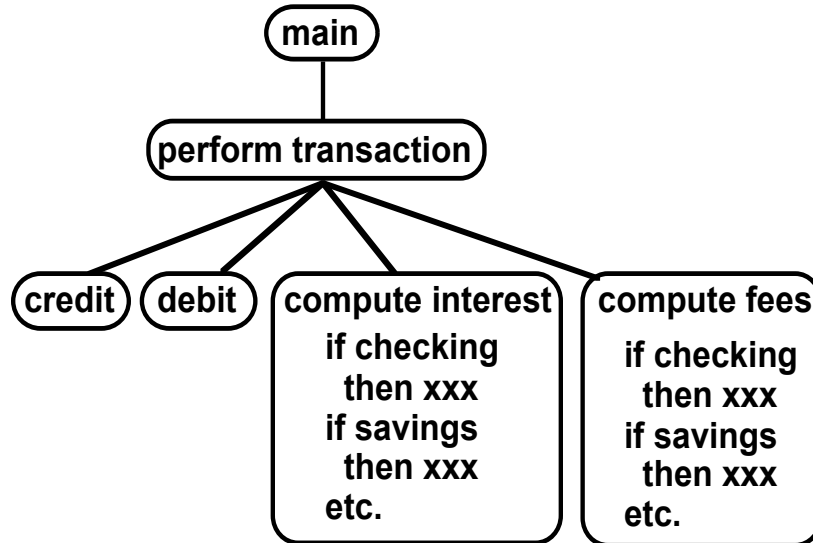 main
perform transaction
credit
debit
compute interest
if checking
then xxx
if savings
then xxx
etc.
compute fees
if checking
then xxx
if savings
then xxx
etc.